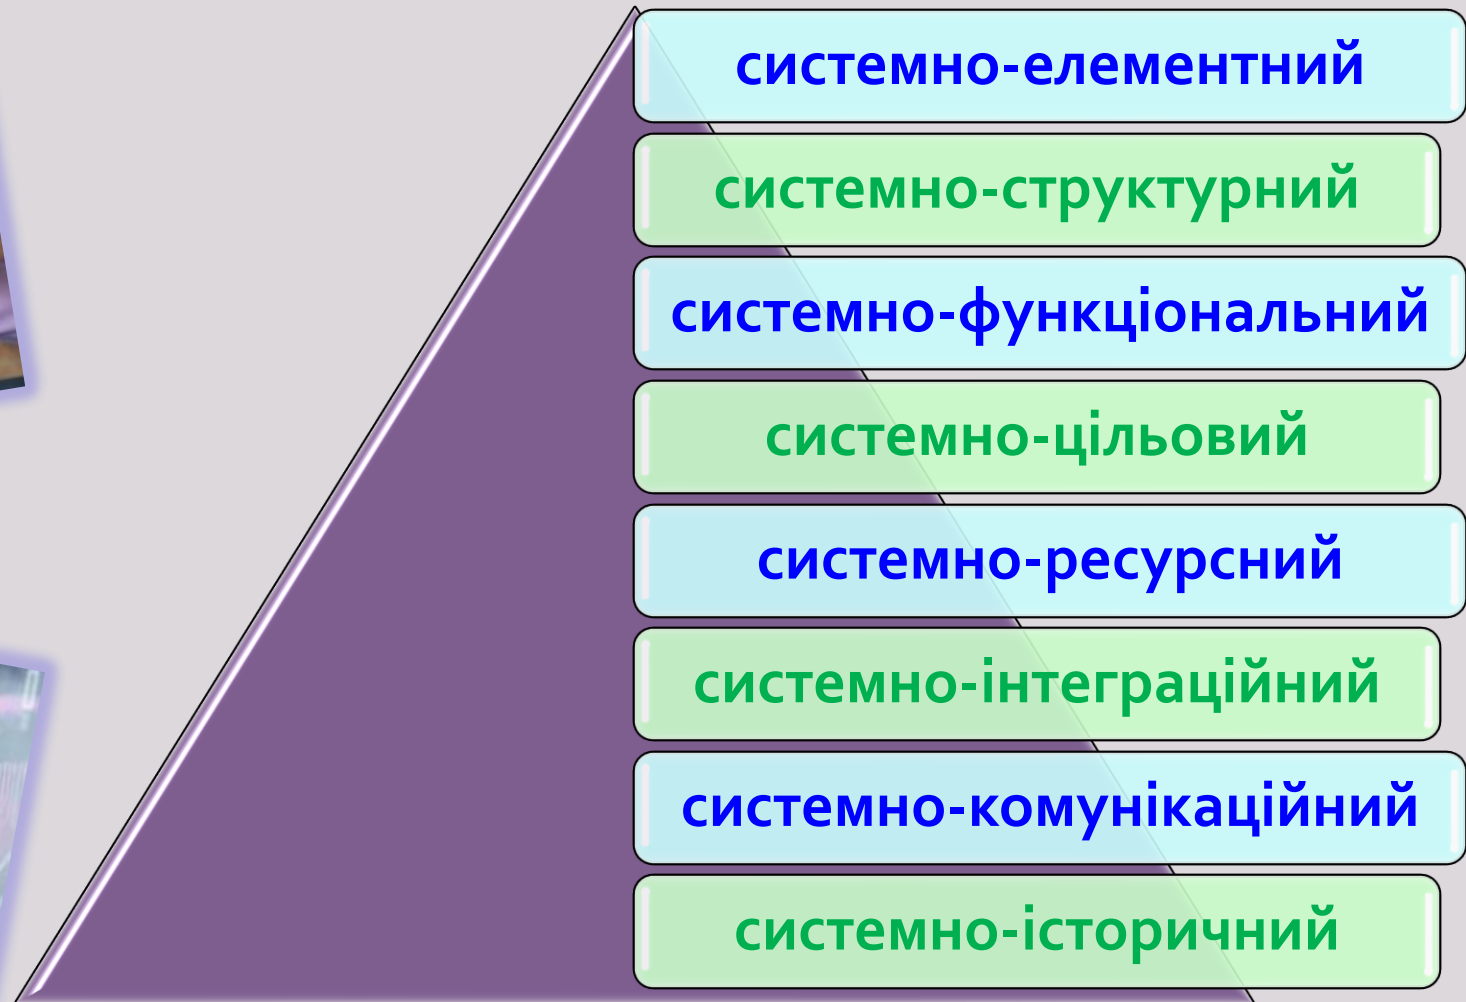 системно-елементний
системно-структурний
системно-функціональний
системно-цільовий
системно-ресурсний
системно-інтеграційний
системно-комунікаційний
системно-історичний